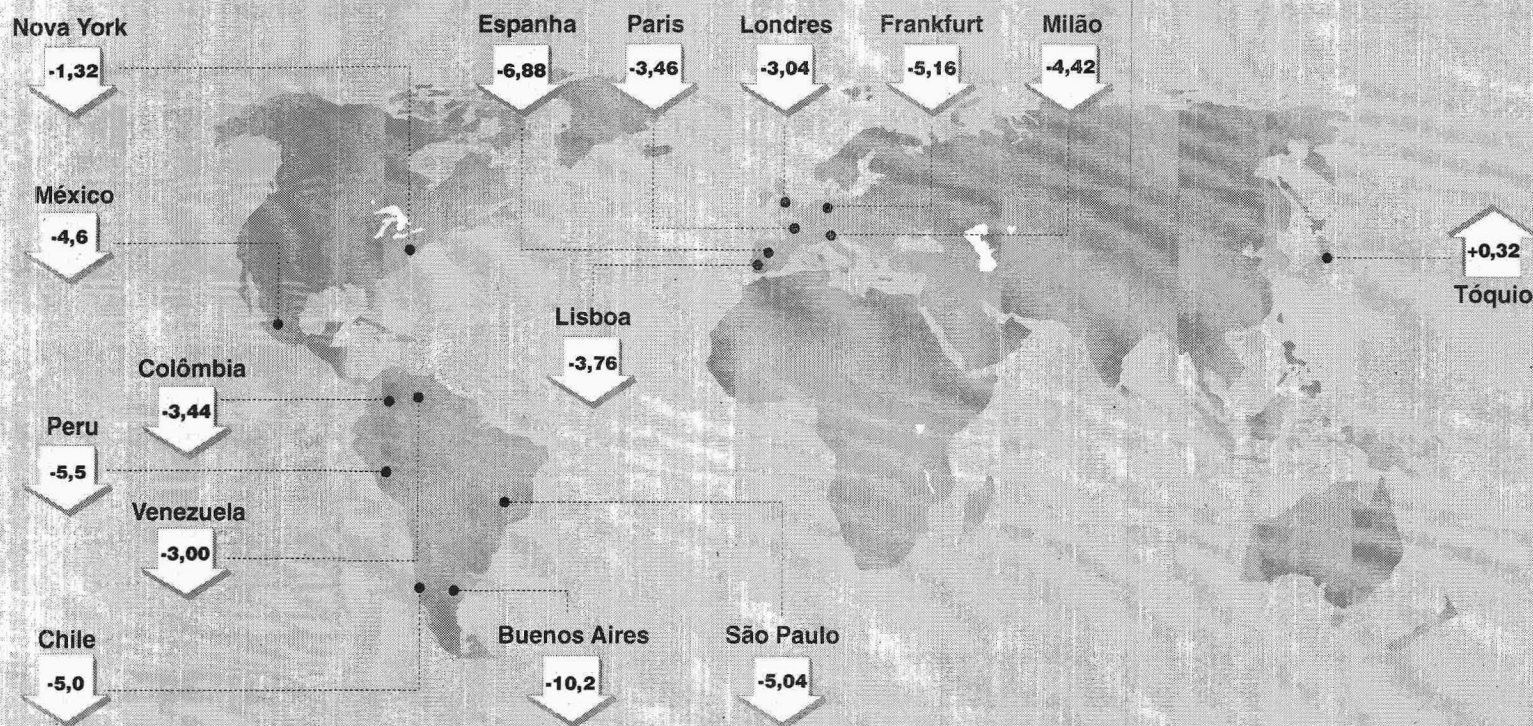 Nova York
-1,32
Espanha
-6,88
Paris
-3,46
Londres
-3,04
Frankfurt
-5,16
Milão
-4,42
México
-4,6
+0,32
Tóquio
Lisboa
-3,76
Colômbia
-3,44
Peru
-5,5
Venezuela
-3,00
Chile
-5,0
Buenos Aires
-10,2
São Paulo
-5,04